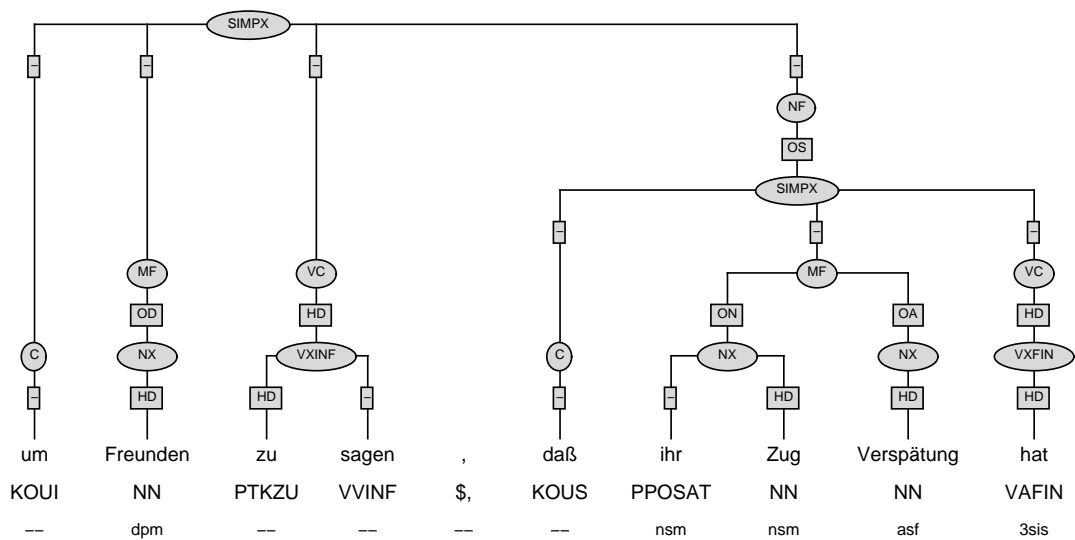 SIMPX
– – – –
NF
OS
SIMPX
– – –
MF VC MF VC
OD HD ON OA HD
C NX VXINF C NX NX VXFIN
– HD HD – – – HD HD HD
um Freunden zu sagen , daß ihr Zug Verspätung hat
KOUI NN PTKZU VVINF $, KOUS PPOSAT NN NN VAFIN
–– dpm –– –– –– –– nsm nsm asf 3sis